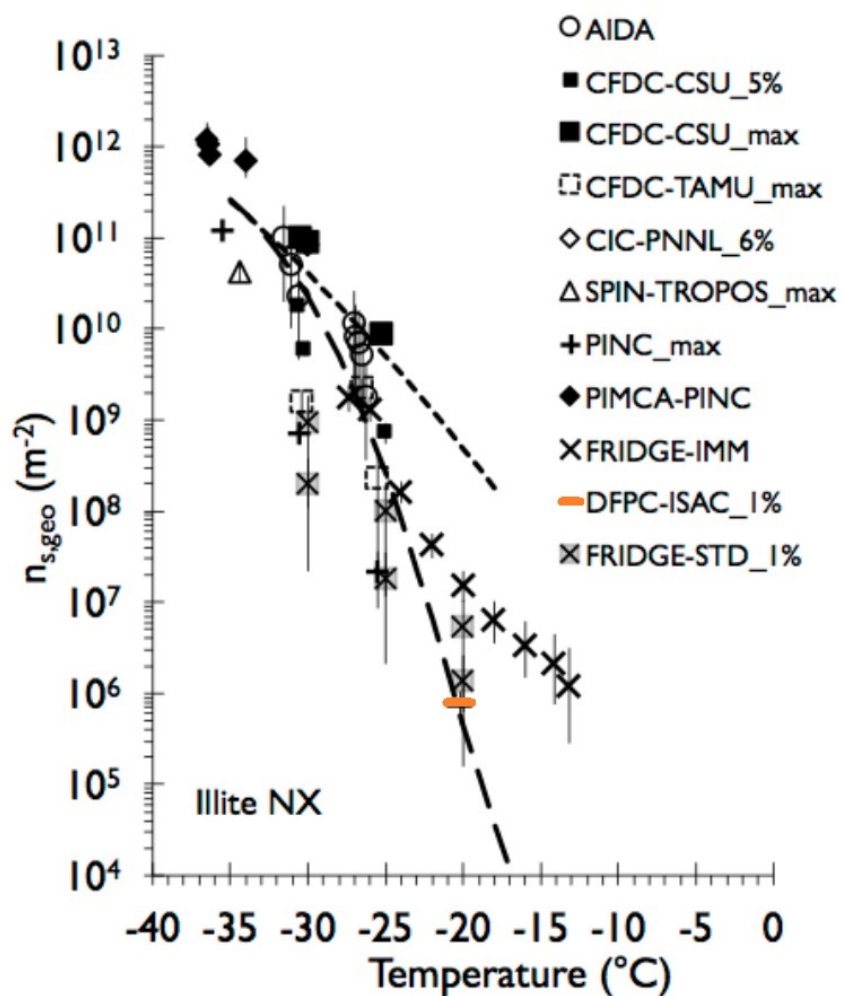 AIDA
CFDC-CSU_5%
CFDC-CSU_max
CFDC-TAMU_max
CIC-PNNL_6%
SPIN-TROPOS_max
PINC_max
PIMCA-PINC
FRIDGE-IMM
DFPC-ISAC_1%
FRIDGE-STD_1%
10¹³
10¹²
10¹¹
10¹⁰
10⁹
10⁸
10⁷
10⁶
10⁵
10⁴
n_s,geo (m⁻²)
Illite NX
-40 -35 -30 -25 -20 -15 -10 -5 0
Temperature (°C)